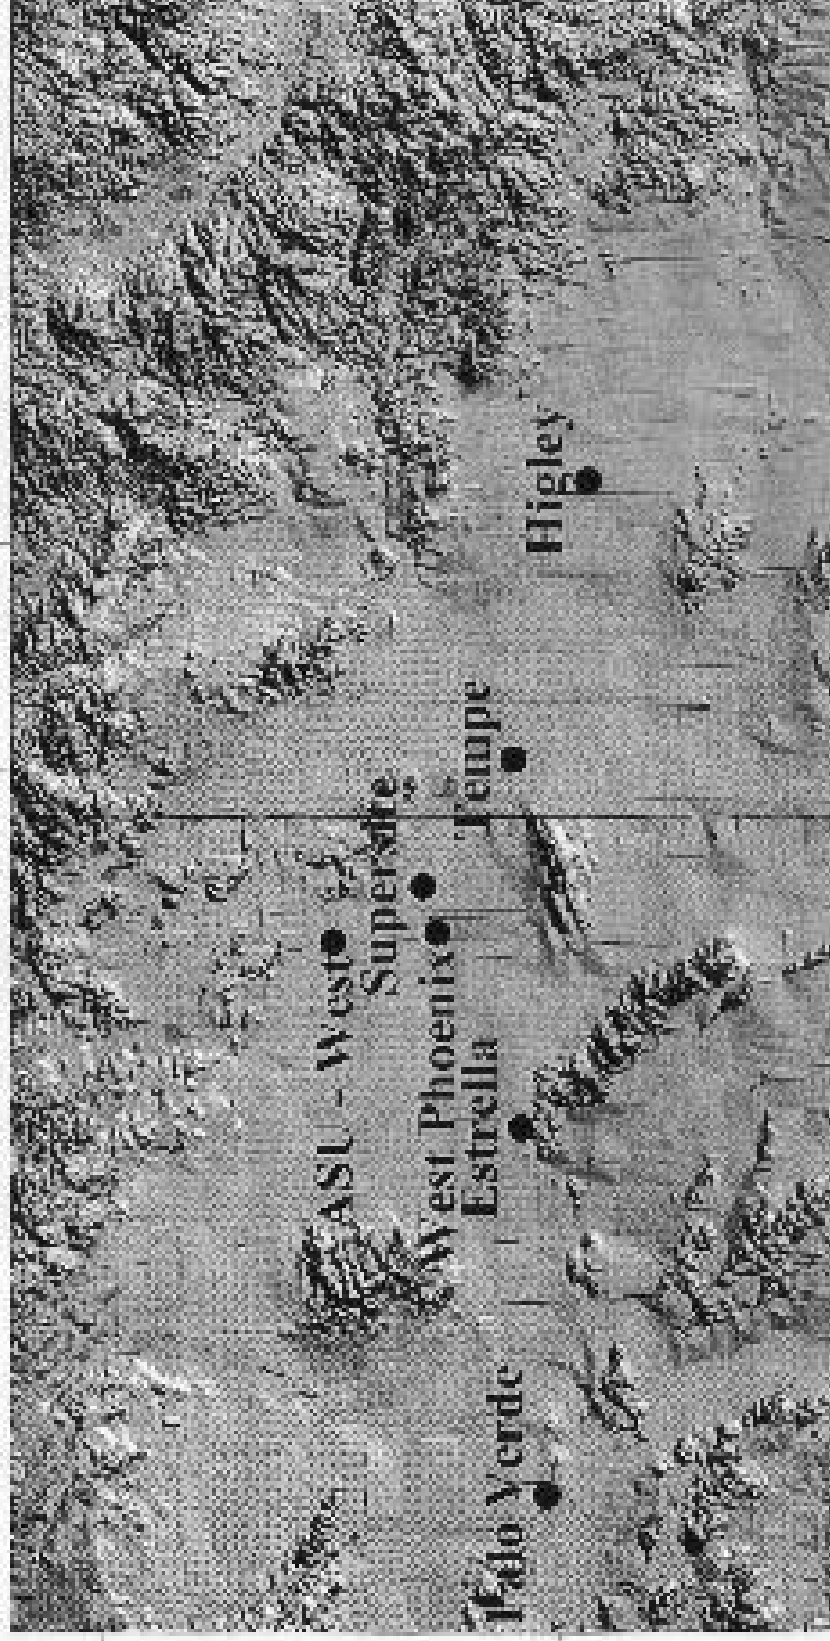 ASU - West
Supersite
West Phoenix
Estrella
Tempe
Palo Verde
Higley